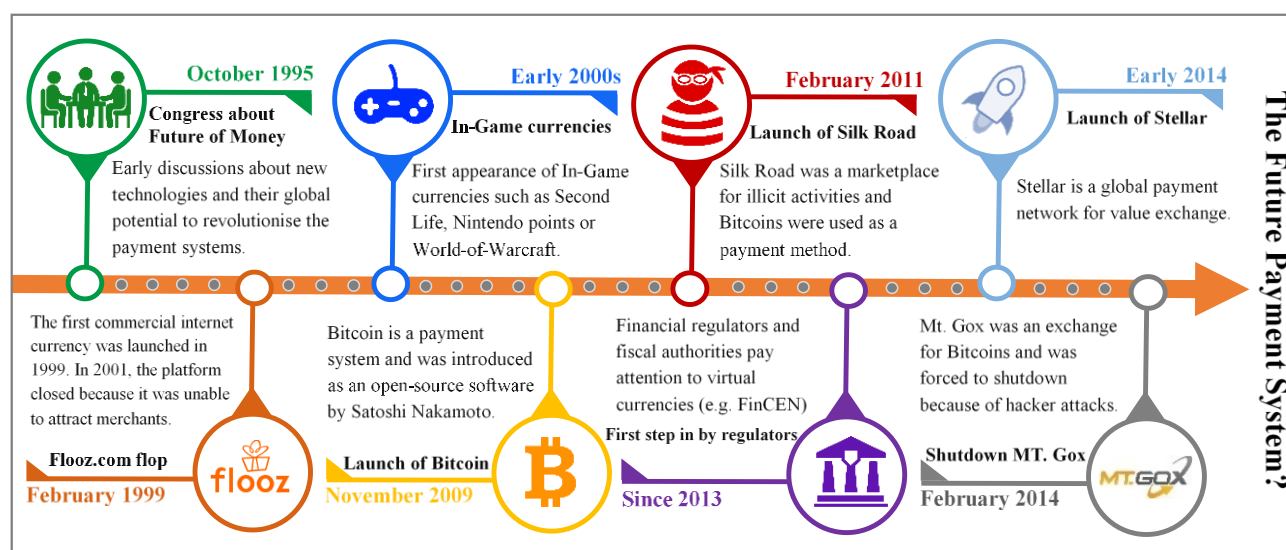 October 1995
Congress about
Future of Money
Early discussions about new
technologies and their global
potential to revolutionise the
payment systems.
Early 2000s
In-Game currencies
First appearance of In-Game
currencies such as Second
Life, Nintendo points or
World-of-Warcraft.
February 2011
Launch of Silk Road
Silk Road was a marketplace
for illicit activities and
Bitcoins were used as a
payment method.
Early 2014
Launch of Stellar
Stellar is a global payment
network for value exchange.
The first commercial internet
currency was launched in
1999. In 2001, the platform
closed because it was unable
to attract merchants.
Flooz.com flop
February 1999
flooz
Bitcoin is a payment
system and was introduced
as an open-source software
by Satoshi Nakamoto.
Launch of Bitcoin
November 2009
Financial regulators and
fiscal authorities pay
attention to virtual
currencies (e.g. FinCEN)
First step in by regulators
Since 2013
Mt. Gox was an exchange
for Bitcoins and was
forced to shutdown
because of hacker attacks.
Shutdown MT. Gox
February 2014
MT.GOX
The Future Payment System?